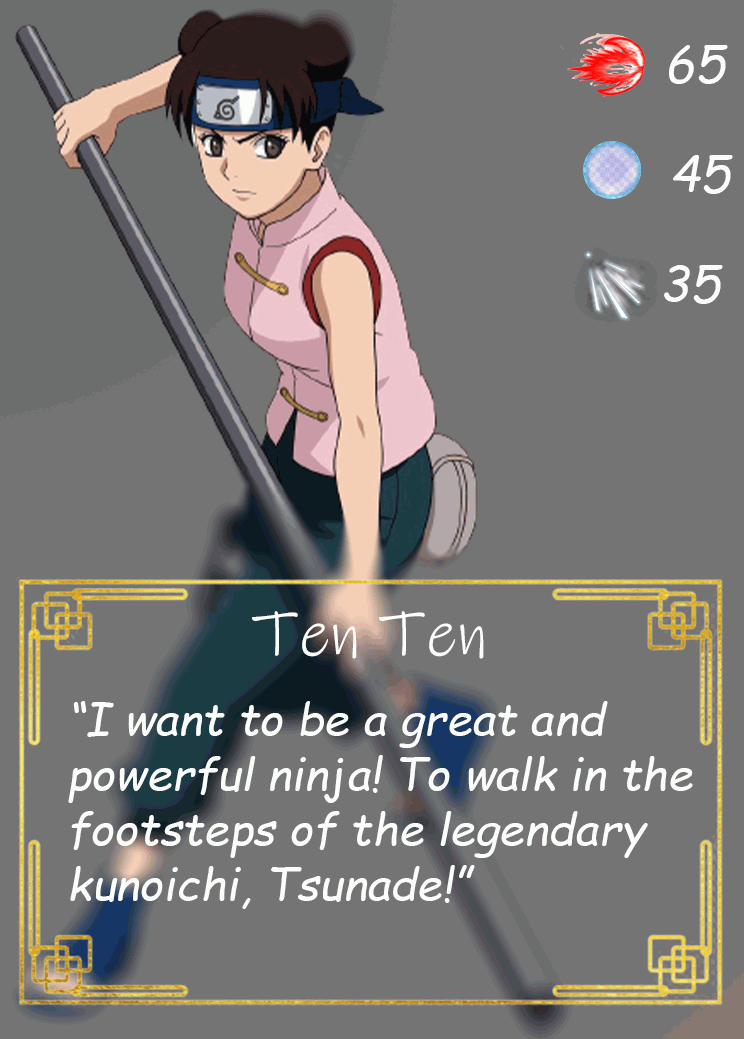 65
45
35
Ten Ten
“I want to be a great and
powerful ninja! To walk in the
footsteps of the legendary
kunoichi, Tsunade!”